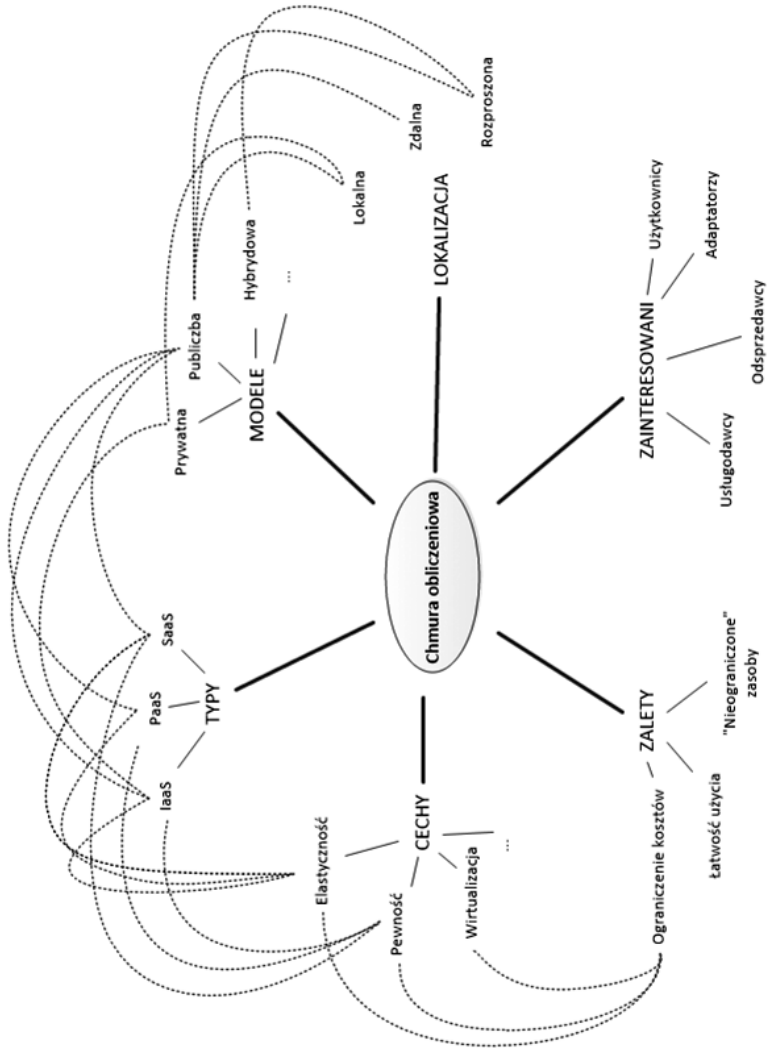 Chmura obliczeniowa
TYPY
IaaS
PaaS
SaaS
MODELE
Prywatna
Publiczba
Hybrydowa
...
LOKALIZACJA
Lokalna
Zdalna
Rozproszona
ZAINTERESOWANI
Usługodawcy
Odsprzedawcy
Adaptatorzy
Użytkownicy
ZALETY
Ograniczenie kosztów
Łatwość użycia
"Nieograniczone"
zasoby
CECHY
Elastyczność
Pewność
Wirtualizacja
...